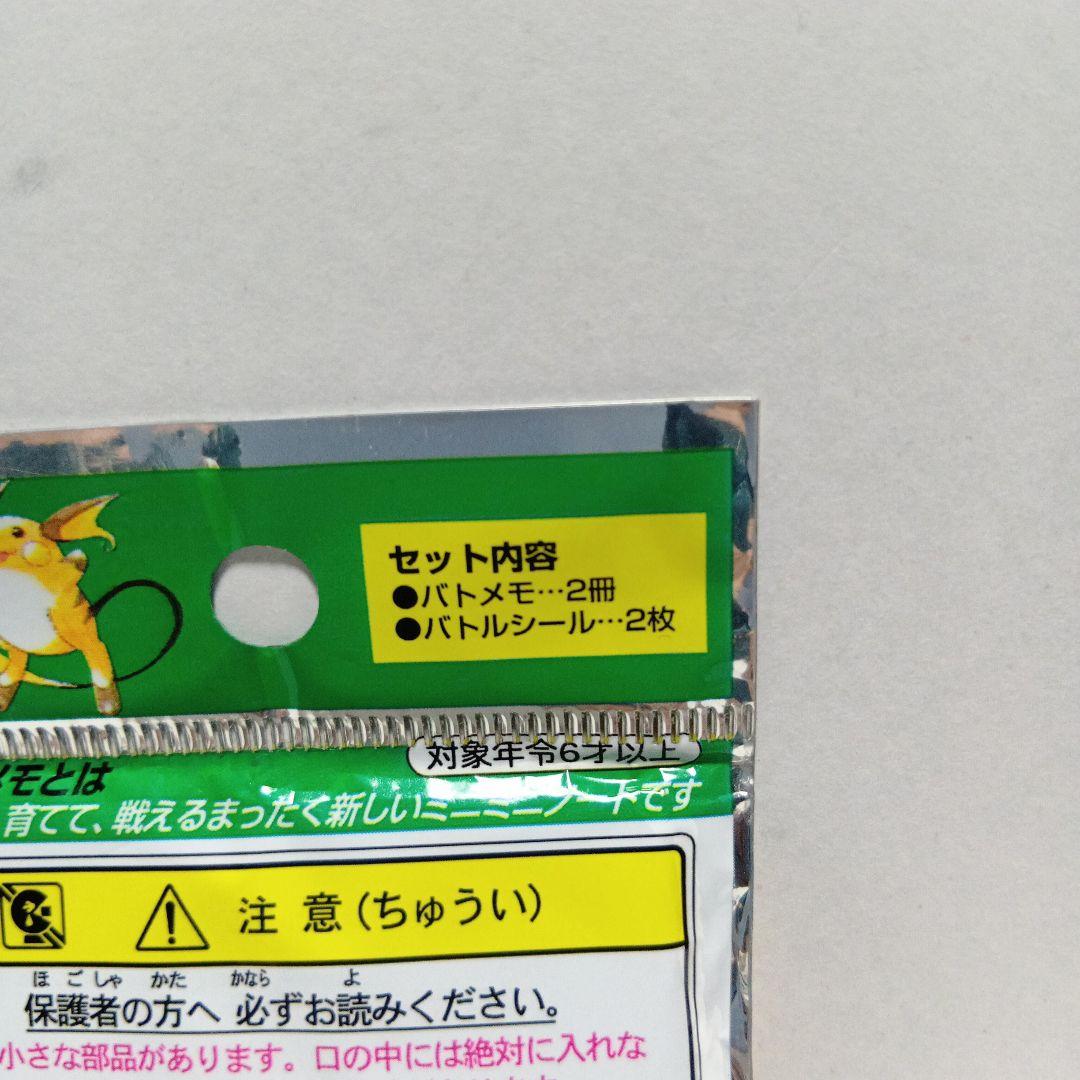 セット内容
●バトメモ…2冊
●バトルシール…2枚
対象年令6才以上
メモとは
育てて、戦えるまったく新しいミニミニノートです
注意(ちゅうい)
ほごしゃ かた かなら よ
保護者の方へ 必ずお読みください。
小さな部品があります。口の中には絶対に入れな